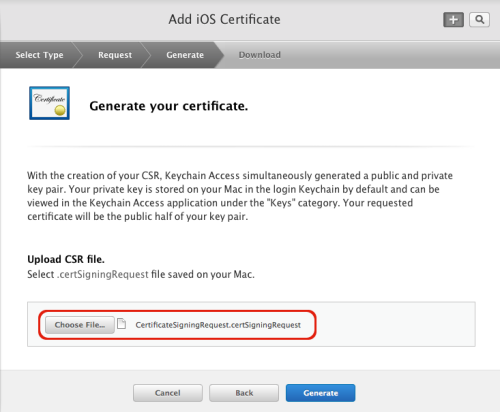 Add iOS Certificate
Select Type
Request
Generate
Download
Certificate
Generate your certificate.
With the creation of your CSR, Keychain Access simultaneously generated a public and private
key pair. Your private key is stored on your Mac in the login Keychain by default and can be
viewed in the Keychain Access application under the "Keys" category. Your requested
certificate will be the public half of your key pair.
Upload CSR file.
Select .certSigningRequest file saved on your Mac.
Choose File... CertificateSigningRequest.certSigningRequest
Cancel
Back
Generate